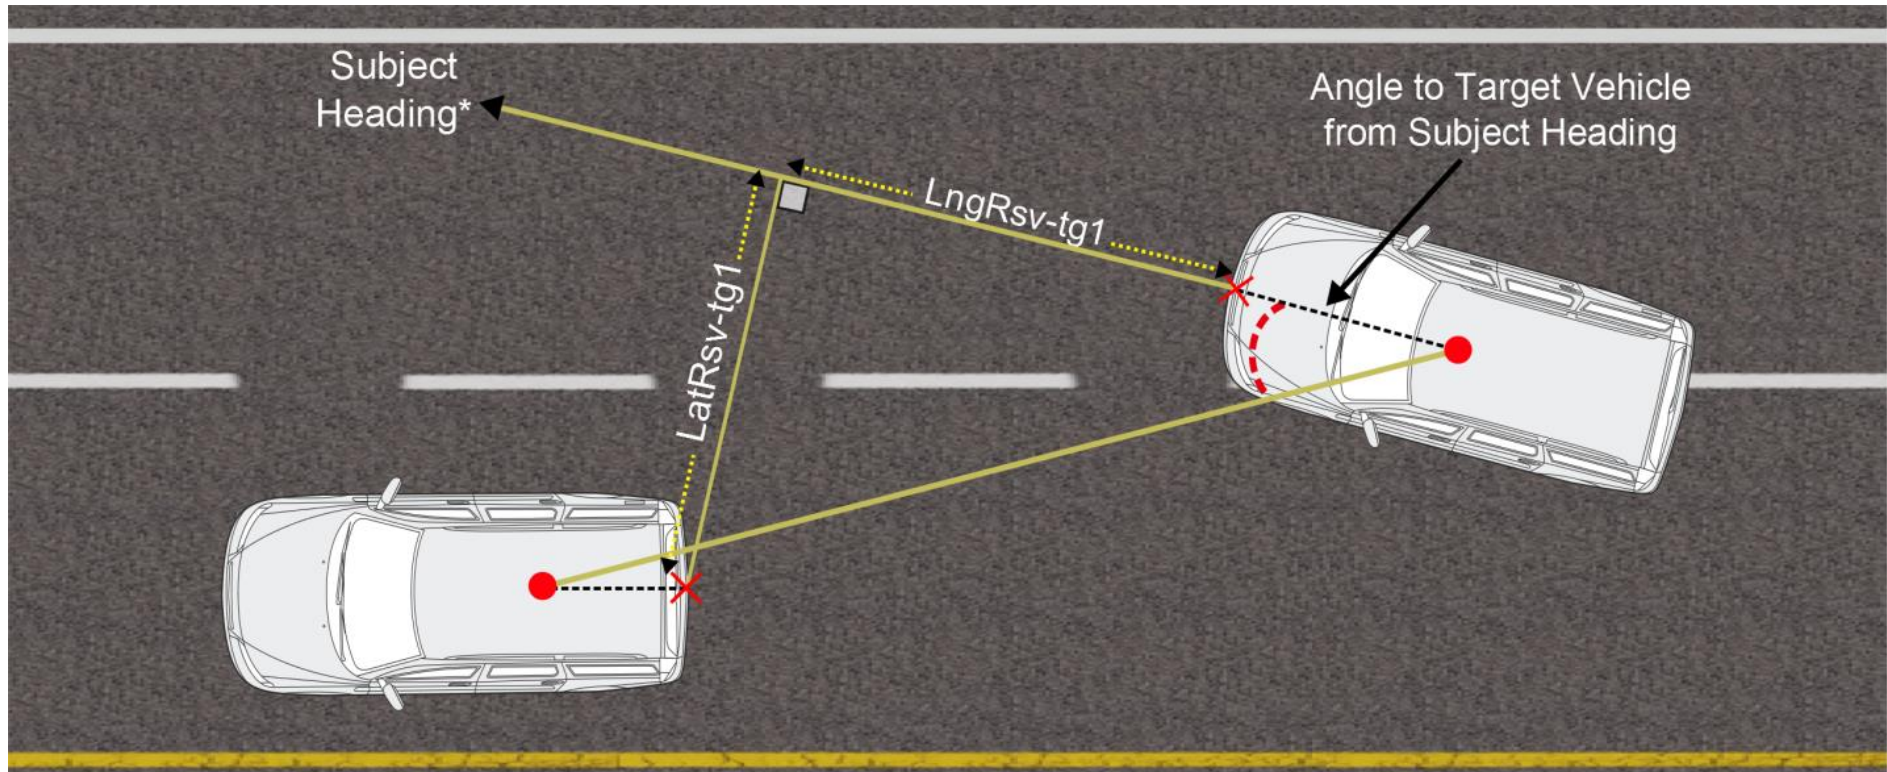 Subject
Heading*
Angle to Target Vehicle
from Subject Heading
LngRsv-tg1
LatRsv-tg1